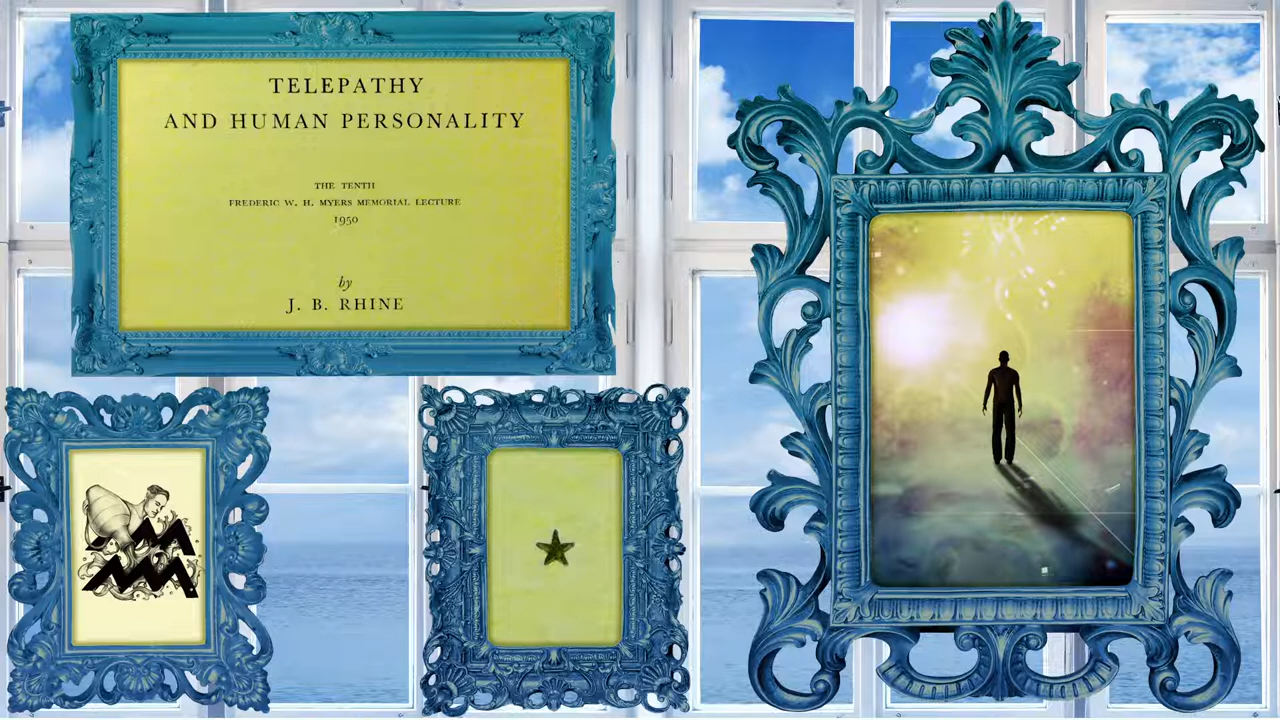 TELEPATHY
AND HUMAN PERSONALITY
THE TENTH
FREDERIC W. H. MYERS MEMORIAL LECTURE
1950
by
J. B. RHINE